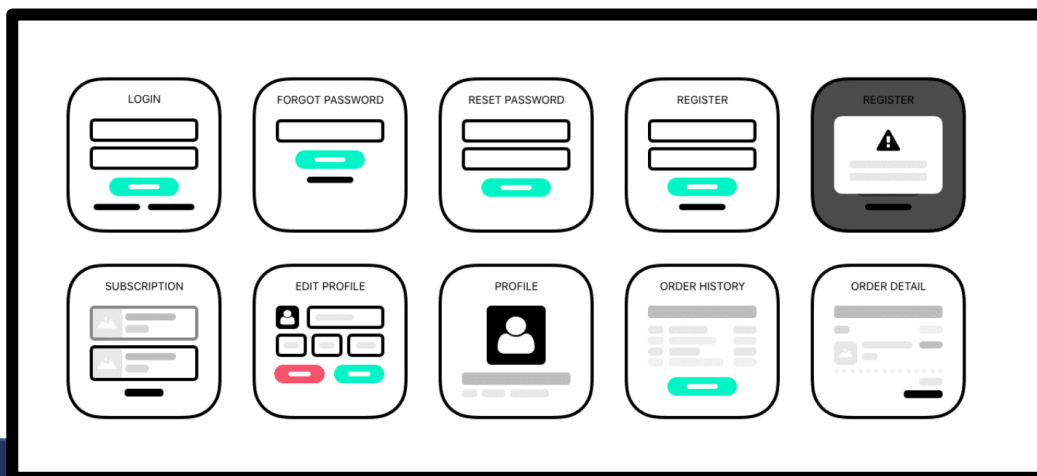 LOGIN
FORGOT PASSWORD
RESET PASSWORD
REGISTER
REGISTER
SUBSCRIPTION
EDIT PROFILE
PROFILE
ORDER HISTORY
ORDER DETAIL